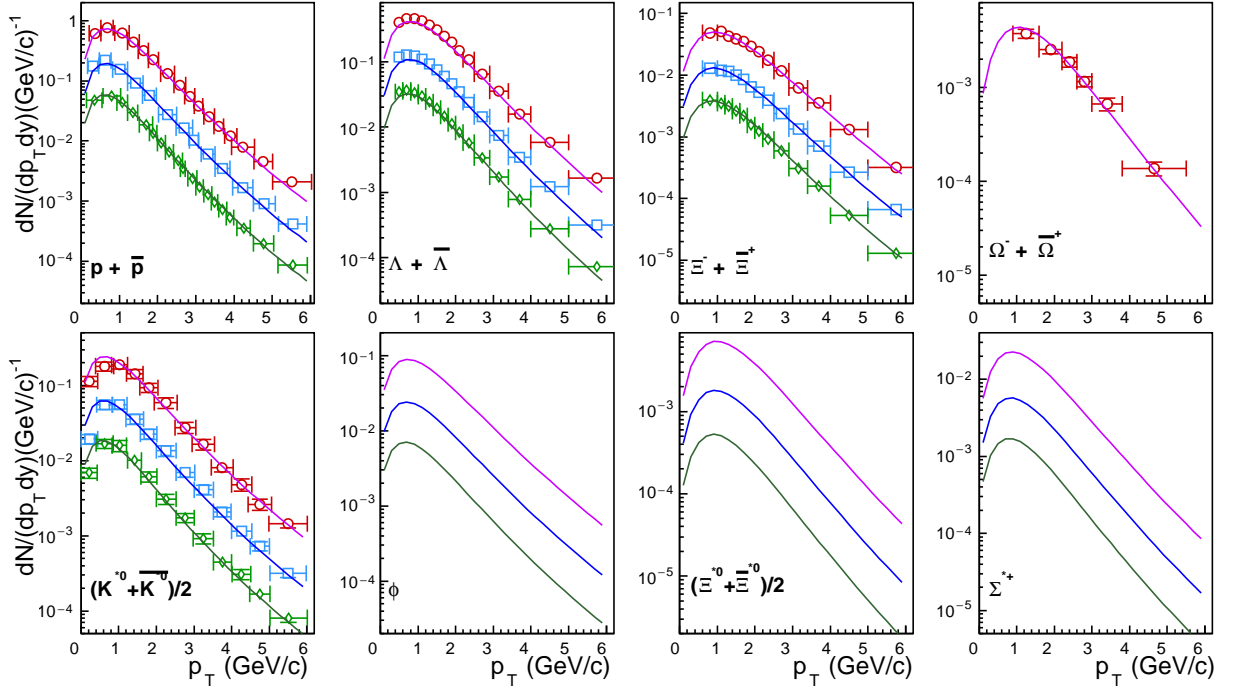 dN/(dp_T dy)(GeV/c)^-1
1
10^-1
10^-2
10^-3
10^-4
p + p̅
0 1 2 3 4 5 6
1
10^-1
10^-2
10^-3
10^-4
Λ + Λ̅
0 1 2 3 4 5 6
10^-1
10^-2
10^-3
10^-4
10^-5
Ξ^- + Ξ̅^+
0 1 2 3 4 5 6
10^-3
10^-4
10^-5
Ω^- + Ω̅^+
0 1 2 3 4 5 6
dN/(dp_T dy)(GeV/c)^-1
10^-1
10^-2
10^-3
10^-4
(K^*0 + K̅^*0)/2
0 1 2 3 4 5 6
p_T (GeV/c)
10^-1
10^-2
10^-3
10^-4
ϕ
0 1 2 3 4 5 6
p_T (GeV/c)
10^-3
10^-4
10^-5
(Ξ^*0 + Ξ̅^*0)/2
0 1 2 3 4 5 6
p_T (GeV/c)
10^-2
10^-3
10^-4
10^-5
Σ^*+
0 1 2 3 4 5 6
p_T (GeV/c)